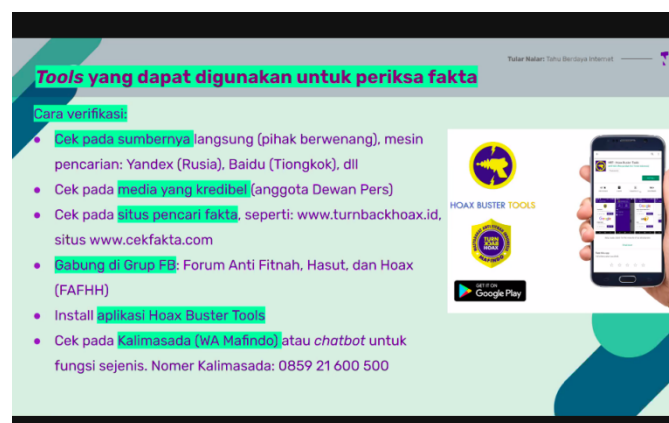 Tular Nalar: Tahu Berdaya Internet
Tools yang dapat digunakan untuk periksa fakta
Cara verifikasi:
• Cek pada sumbernya langsung (pihak berwenang), mesin
pencarian: Yandex (Rusia), Baidu (Tiongkok), dll
• Cek pada media yang kredibel (anggota Dewan Pers)
• Cek pada situs pencari fakta, seperti: www.turnbackhoax.id,
situs www.cekfakta.com
• Gabung di Grup FB: Forum Anti Fitnah, Hasut, dan Hoax
(FAFHH)
• Install aplikasi Hoax Buster Tools
• Cek pada Kalimasada (WA Mafindo) atau chatbot untuk
fungsi sejenis. Nomer Kalimasada: 0859 21 600 500
HOAX BUSTER TOOLS
TURN
BACK
HOAX
MAFINDO
GET IT ON
Google Play